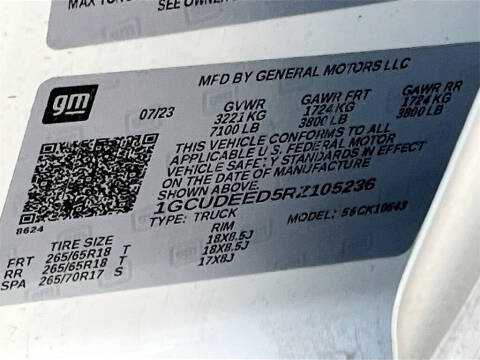 SEE OWNER
MFD BY GENERAL MOTORS LLC
gm
07/23 GVWR GAWR FRT GAWR RR
3221 KG 1724 KG 1724 KG
7100 LB 3800 LB 3800 LB
THIS VEHICLE CONFORMS TO ALL
APPLICABLE U.S. FEDERAL MOTOR
VEHICLE SAFETY STANDARDS IN EFFECT
ON THE DATE OF MANUFACTURE
SHOWN ABOVE.
1GCUDEED5RZ105236
8624
TYPE: TRUCK MODEL:
TIRE SIZE RIM
FRT 265/65R18 T 18X8.5J
RR 265/65R18 T 18X8.5J
SPA 265/70R17 S 17X8J